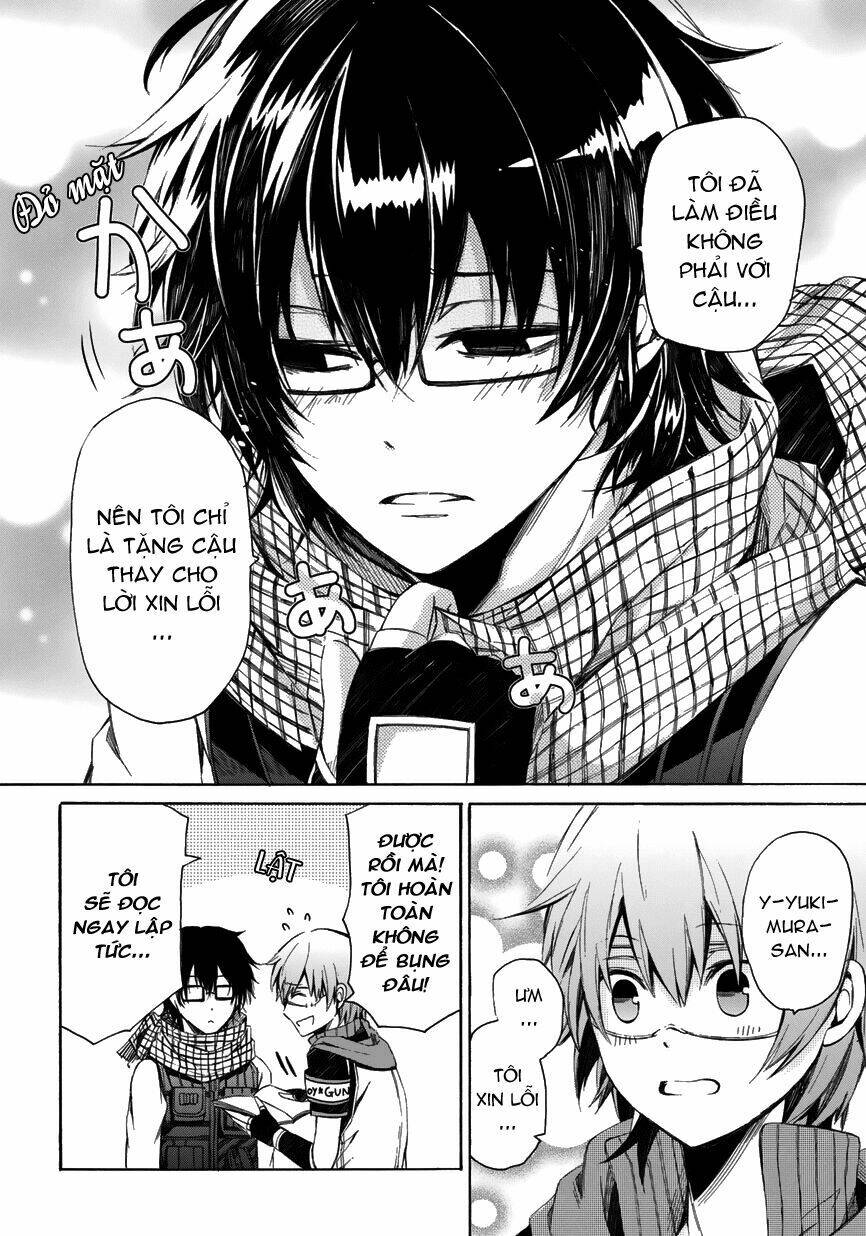 TÔI ĐÃ
LÀM ĐIỀU
KHÔNG
PHẢI VỚI
CẬU...
Đỏ mặt
かぁ
NÊN TÔI CHỈ
LÀ TẶNG CẬU
THAY CHO
LỜI XIN LỖI
...
ぁ
ぁ
Y-YUKI-
MURA-
SAN...
ƯM
...
TÔI
XIN LỖI
...
ĐƯỢC
RỒI MÀ!
TÔI HOÀN
TOÀN
KHÔNG
ĐỂ BỤNG
ĐÂU!
LẬT
TÔI
SẼ ĐỌC
NGAY LẬP
TỨC...
OY★GUN